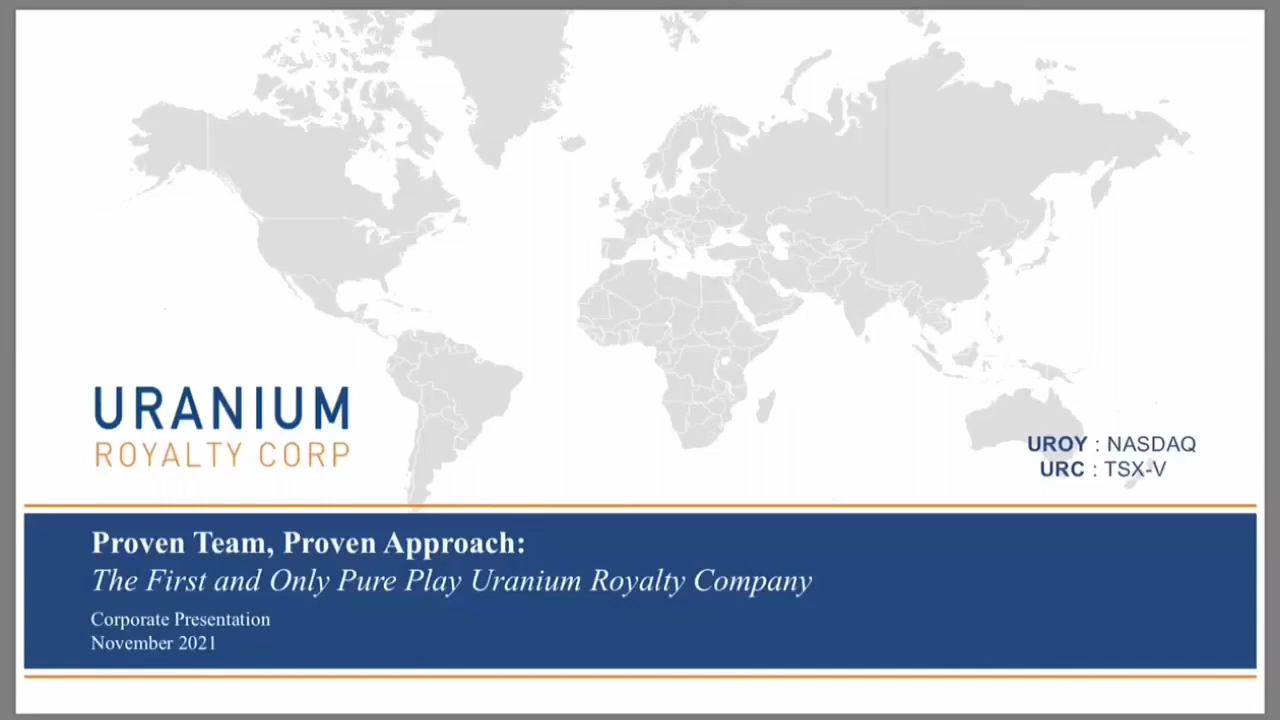 URANIUM
ROYALTY CORP
UROY : NASDAQ
URC : TSX-V
Proven Team, Proven Approach:
The First and Only Pure Play Uranium Royalty Company
Corporate Presentation
November 2021